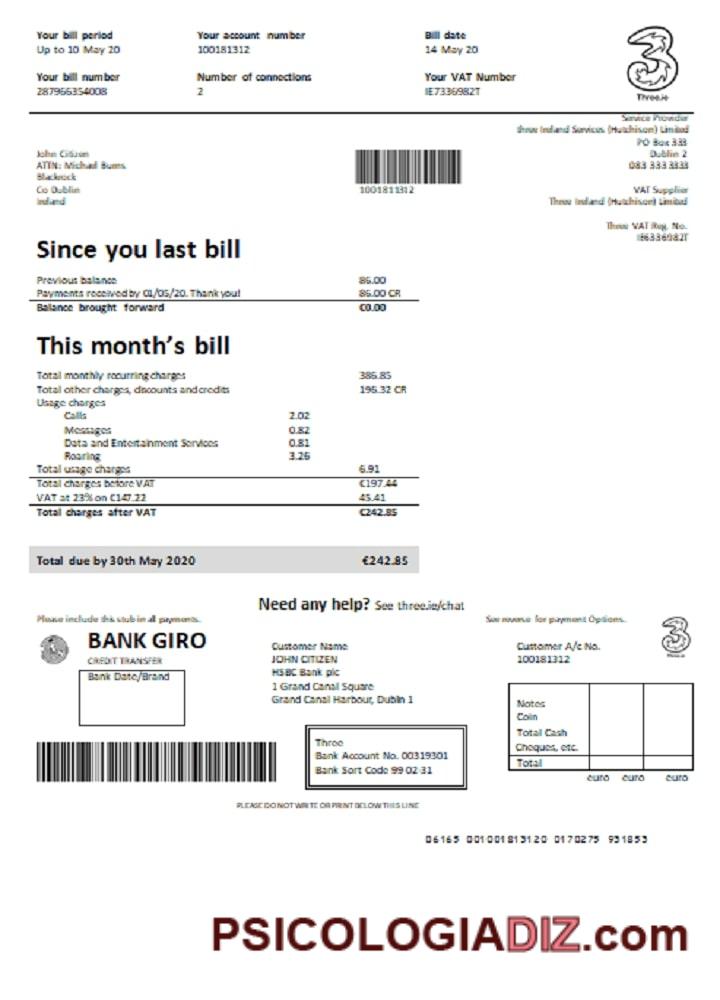 Your bill period
Up to 10 May 20
Your account number
100181312
Bill date
14 May 20
Your bill number
287966354008
Number of connections
2
Your VAT Number
IE7336982T
3
Three.ie
Service Provider
three Ireland Services (Hutchison) Limited
PO Box 333
Dublin 2
083 333 3333
VAT Supplier
Three Ireland (Hutchison) Limited
Three VAT Reg. No.
IE6336982T
John Citizen
ATTN: Michael Burns
Blackrock
Co Dublin
Ireland
1001811312
Since you last bill
Previous balance 86.00
Payments received by 01/05/20. Thank you! 86.00 CR
Balance brought forward €0.00
This month's bill
Total monthly recurring charges 386.85
Total other charges, discounts and credits 196.32 CR
Usage charges
Calls 2.02
Messages 0.82
Data and Entertainment Services 0.81
Roaring 3.26
Total usage charges 6.91
Total charges before VAT €197.44
VAT at 23% on €147.22 45.41
Total charges after VAT €242.85
Total due by 30th May 2020 €242.85
Need any help? See three.ie/chat
Please include this stub in all payments.
See reverse for payment Options.
BANK GIRO
CREDIT TRANSFER
Bank Date/Brand
Customer Name
JOHN CITIZEN
HSBC Bank plc
1 Grand Canal Square
Grand Canal Harbour, Dublin 1
Customer A/c No.
100181312
3
Notes
Coin
Total Cash
Cheques, etc.
Total
euro euro euro
Three
Bank Account No. 00319301
Bank Sort Code 99 02 31
PLEASE DO NOT WRITE OR PRINT BELOW THIS LINE
06165 001001813120 0170275 931853
PSICOLOGIADIZ.com